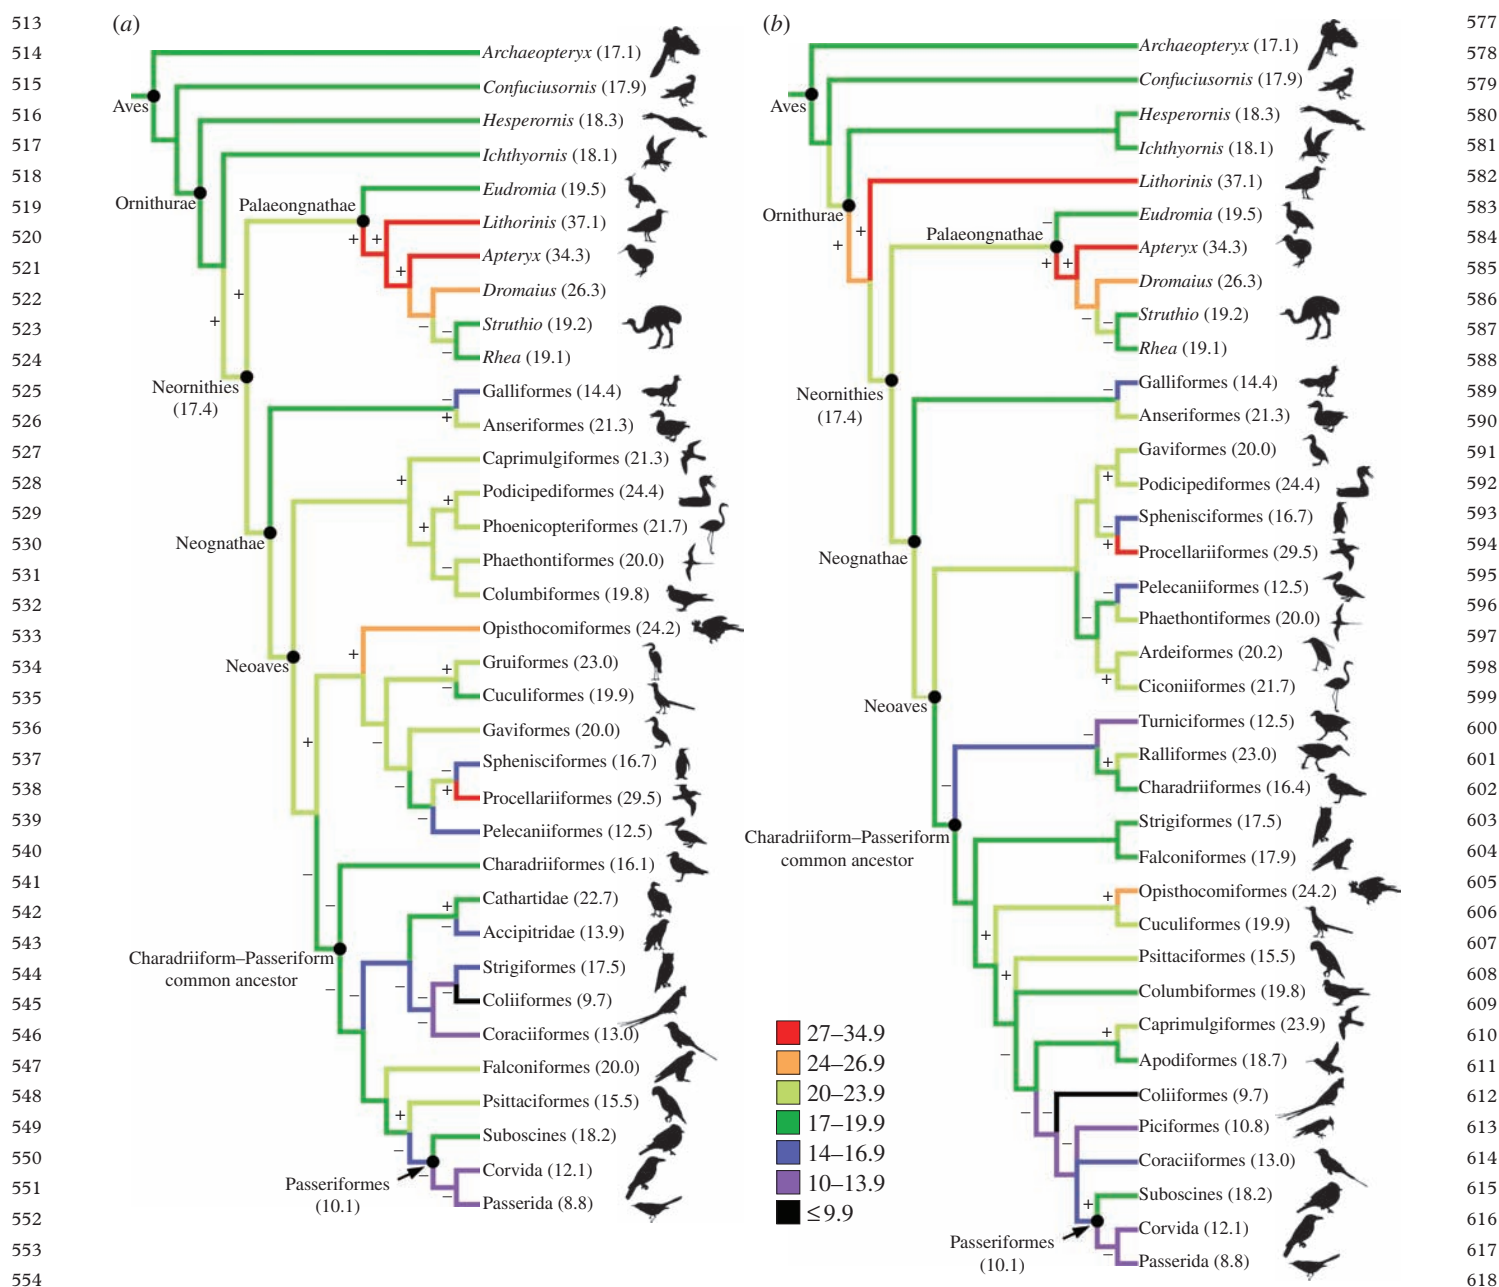 (a)
Archaeopteryx (17.1)
Confuciusornis (17.9)
Aves
Hesperornis (18.3)
Ichthyornis (18.1)
Eudromia (19.5)
Ornithurae
Palaeongnathae
Lithorinis (37.1)
+
+
Apteryx (34.3)
+
Dromaius (26.3)
+
+
Struthio (19.2)
–
–
Rhea (19.1)
–
Neornithies
(17.4)
Galliformes (14.4)
–
+
Anseriformes (21.3)
Caprimulgiformes (21.3)
+
Podicipediformes (24.4)
+
Phoenicopteriformes (21.7)
+
Neognathae
Phaethontiformes (20.0)
–
Columbiformes (19.8)
Opisthocomiformes (24.2)
+
Neoaves
Gruiformes (23.0)
+
–
Cuculiformes (19.9)
Gaviformes (20.0)
+
–
Sphenisciformes (16.7)
–
–
+
Procellariiformes (29.5)
–
Pelecaniiformes (12.5)
Charadriiformes (16.1)
–
–
Cathartidae (22.7)
+
–
Accipitridae (13.9)
Charadriiform–Passeriform
common ancestor
Strigiformes (17.5)
–
–
–
–
–
Coliiformes (9.7)
–
Coraciiformes (13.0)
Falconiformes (20.0)
Psittaciformes (15.5)
+
Suboscines (18.2)
–
Corvida (12.1)
–
Passeriformes
(10.1)
–
Passerida (8.8)
(b)
Archaeopteryx (17.1)
Confuciusornis (17.9)
Aves
Hesperornis (18.3)
Ichthyornis (18.1)
Lithorinis (37.1)
Ornithurae
Eudromia (19.5)
–
+
+
Palaeongnathae
Apteryx (34.3)
+
+
Dromaius (26.3)
Struthio (19.2)
–
–
–
Rhea (19.1)
Neornithies
(17.4)
Galliformes (14.4)
–
Anseriformes (21.3)
Gaviformes (20.0)
+
Podicipediformes (24.4)
Sphenisciformes (16.7)
–
+
Procellariiformes (29.5)
Neognathae
Pelecaniiformes (12.5)
–
–
Phaethontiformes (20.0)
Ardeiformes (20.2)
+
Ciconiiformes (21.7)
Neoaves
Turniciformes (12.5)
–
Ralliformes (23.0)
+
–
Charadriiformes (16.4)
Charadriiform–Passeriform
common ancestor
Strigiformes (17.5)
Falconiformes (17.9)
Opisthocomiformes (24.2)
+
Cuculiformes (19.9)
+
Psittaciformes (15.5)
+
Columbiformes (19.8)
Caprimulgiformes (23.9)
+
Apodiformes (18.7)
–
Coliiformes (9.7)
–
–
Piciformes (10.8)
–
Coraciiformes (13.0)
Suboscines (18.2)
+
Corvida (12.1)
Passeriformes
(10.1)
–
Passerida (8.8)
27–34.9
24–26.9
20–23.9
17–19.9
14–16.9
10–13.9
≤9.9
513
514
515
516
517
518
519
520
521
522
523
524
525
526
527
528
529
530
531
532
533
534
535
536
537
538
539
540
541
542
543
544
545
546
547
548
549
550
551
552
553
554
577
578
579
580
581
582
583
584
585
586
587
588
589
590
591
592
593
594
595
596
597
598
599
600
601
602
603
604
605
606
607
608
609
610
611
612
613
614
615
616
617
618